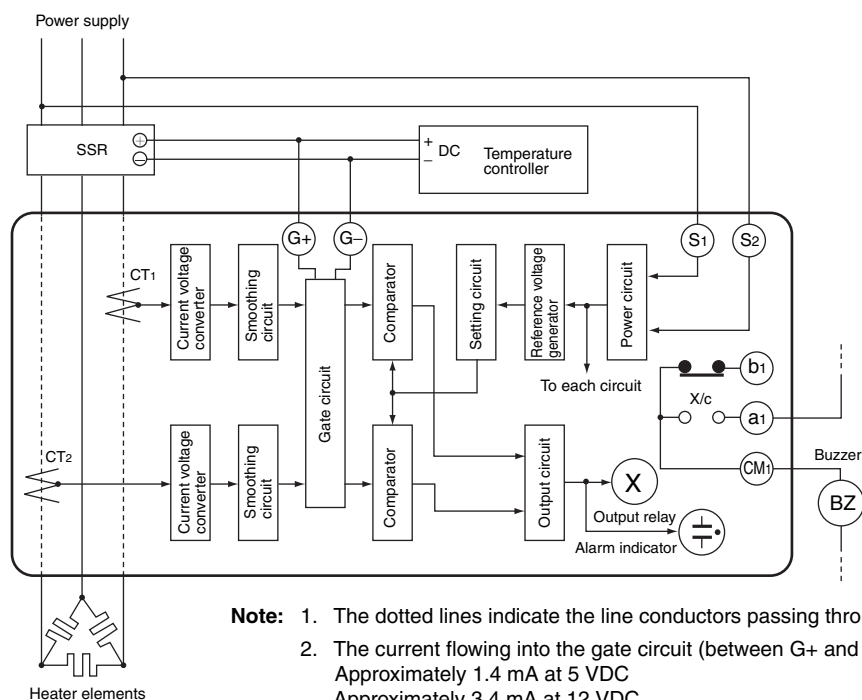 Power supply
SSR
+
−
+
−
DC
Temperature
controller
G+
G−
S1
S2
CT1
Current voltage
converter
Smoothing
circuit
Gate circuit
Comparator
Setting circuit
Reference voltage
generator
Power circuit
To each circuit
b1
X/c
a1
CM1
Buzzer
BZ
CT2
Current voltage
converter
Smoothing
circuit
Comparator
Output circuit
X
Output relay
Alarm indicator
Heater elements
Note: 1. The dotted lines indicate the line conductors passing thro
2. The current flowing into the gate circuit (between G+ and
Approximately 1.4 mA at 5 VDC
Approximately 3.4 mA at 12 VDC